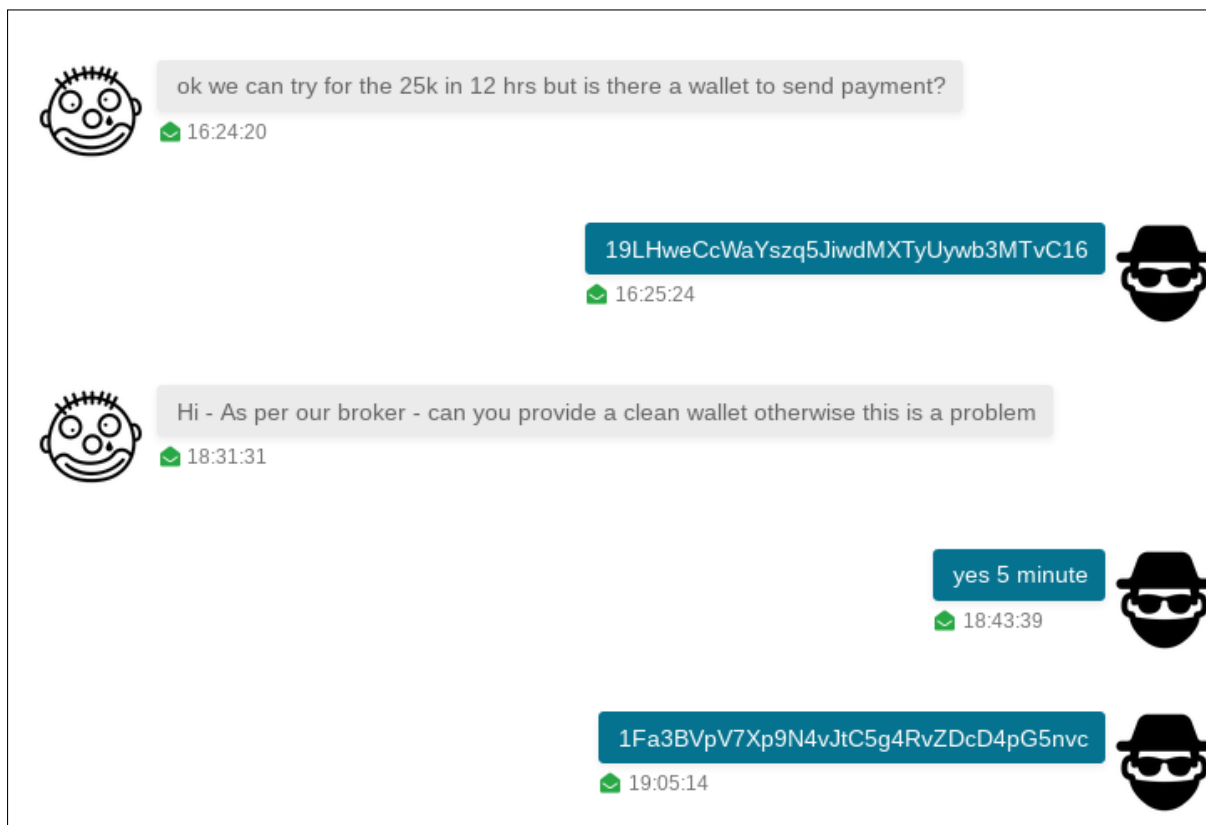 ok we can try for the 25k in 12 hrs but is there a wallet to send payment?
16:24:20
19LHweCcWaYszq5JiwdMXTyUywb3MTvC16
16:25:24
Hi - As per our broker - can you provide a clean wallet otherwise this is a problem
18:31:31
yes 5 minute
18:43:39
1Fa3BVpV7Xp9N4vJtC5g4RvZDcD4pG5nvc
19:05:14